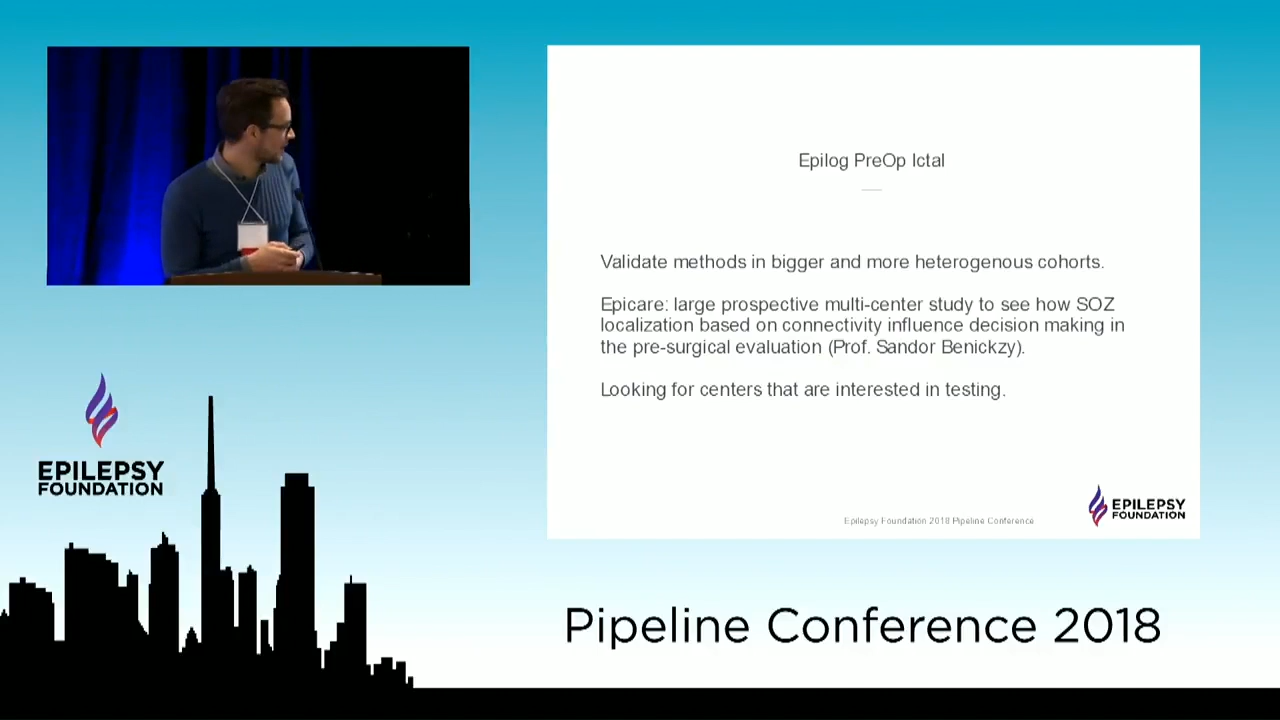 Epilog PreOp Ictal
Validate methods in bigger and more heterogenous cohorts.
Epicare: large prospective multi-center study to see how SOZ
localization based on connectivity influence decision making in
the pre-surgical evaluation (Prof. Sandor Benickzy).
Looking for centers that are interested in testing.
Epilepsy Foundation 2018 Pipeline Conference
EPILEPSY
FOUNDATION
EPILEPSY
FOUNDATION
Pipeline Conference 2018